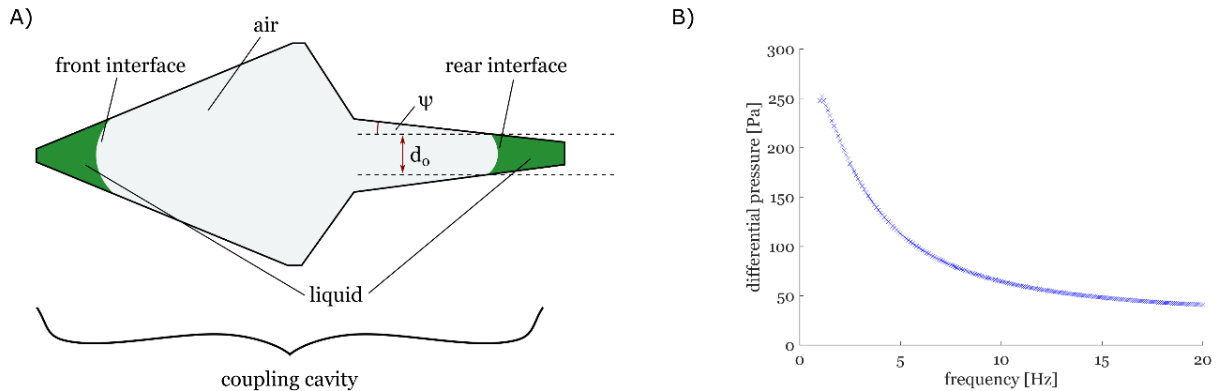 A)
air
front interface
rear interface
ψ
dₒ
liquid
coupling cavity
B)
differential pressure [Pa]
300
250
200
150
100
50
0
0 5 10 15 20
frequency [Hz]